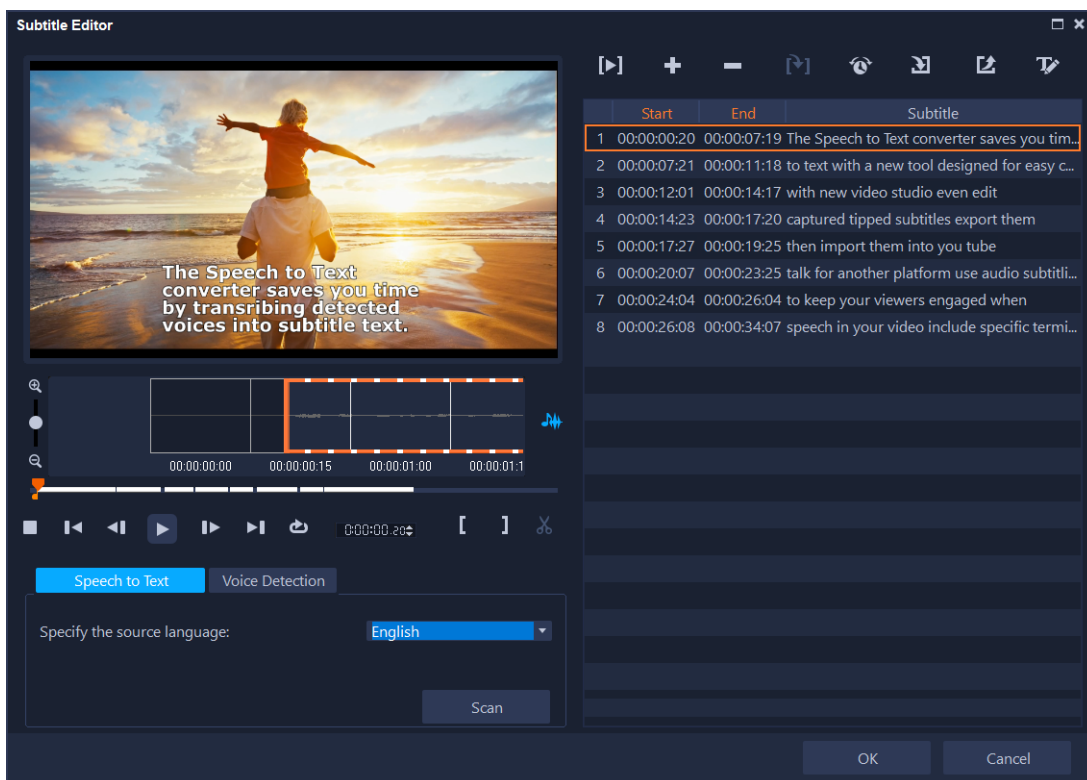 Subtitle Editor
The Speech to Text
converter saves you time
by transribing detected
voices into subtitle text.
00:00:00:00 00:00:00:15 00:00:01:00 00:00:01:1
0:00:00.20
Speech to Text Voice Detection
Specify the source language: English
Scan
Start End Subtitle
1 00:00:00:20 00:00:07:19 The Speech to Text converter saves you tim...
2 00:00:07:21 00:00:11:18 to text with a new tool designed for easy c...
3 00:00:12:01 00:00:14:17 with new video studio even edit
4 00:00:14:23 00:00:17:20 captured tipped subtitles export them
5 00:00:17:27 00:00:19:25 then import them into you tube
6 00:00:20:07 00:00:23:25 talk for another platform use audio subtitli...
7 00:00:24:04 00:00:26:04 to keep your viewers engaged when
8 00:00:26:08 00:00:34:07 speech in your video include specific termi...
OK Cancel